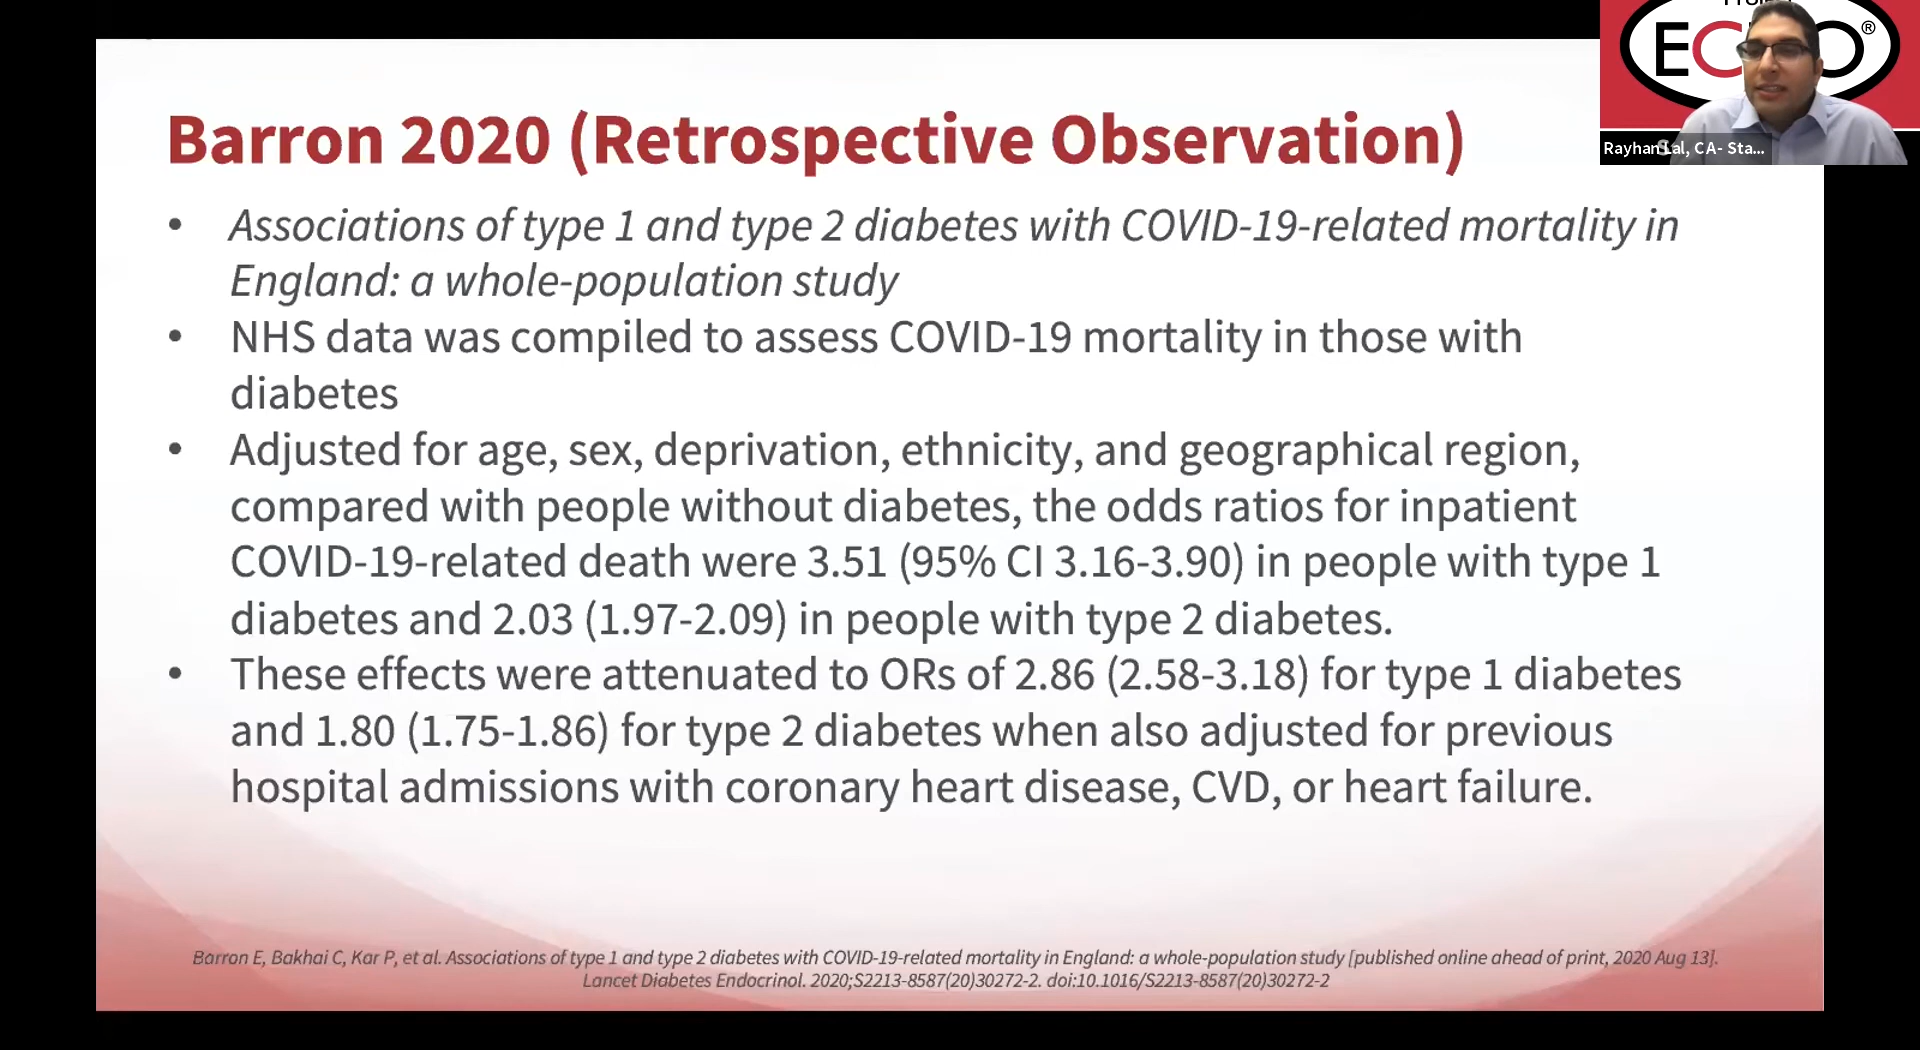 Barron 2020 (Retrospective Observation)
• Associations of type 1 and type 2 diabetes with COVID-19-related mortality in
England: a whole-population study
• NHS data was compiled to assess COVID-19 mortality in those with
diabetes
• Adjusted for age, sex, deprivation, ethnicity, and geographical region,
compared with people without diabetes, the odds ratios for inpatient
COVID-19-related death were 3.51 (95% CI 3.16-3.90) in people with type 1
diabetes and 2.03 (1.97-2.09) in people with type 2 diabetes.
• These effects were attenuated to ORs of 2.86 (2.58-3.18) for type 1 diabetes
and 1.80 (1.75-1.86) for type 2 diabetes when also adjusted for previous
hospital admissions with coronary heart disease, CVD, or heart failure.
Barron E, Bakhai C, Kar P, et al. Associations of type 1 and type 2 diabetes with COVID-19-related mortality in England: a whole-population study [published online ahead of print, 2020 Aug 13].
Lancet Diabetes Endocrinol. 2020;S2213-8587(20)30272-2. doi:10.1016/S2213-8587(20)30272-2
Rayhan Lal, CA- Sta...